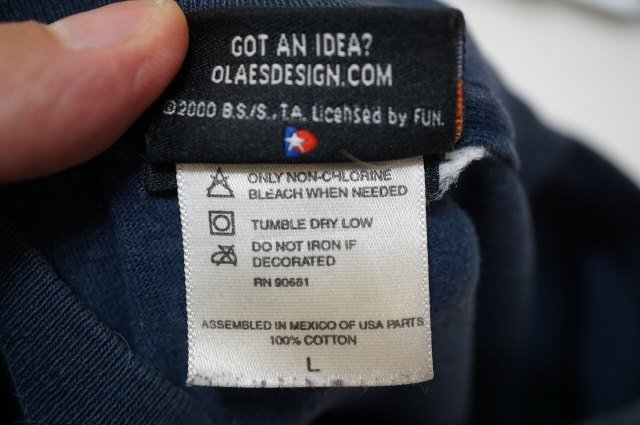 GOT AN IDEA?
OLAESDESIGN.COM
©2000 B.S./S., T.A. Licensed by FUN.
ONLY NON-CHLORINE
BLEACH WHEN NEEDED
TUMBLE DRY LOW
DO NOT IRON IF
DECORATED
RN 90681
ASSEMBLED IN MEXICO OF USA PARTS
100% COTTON
L